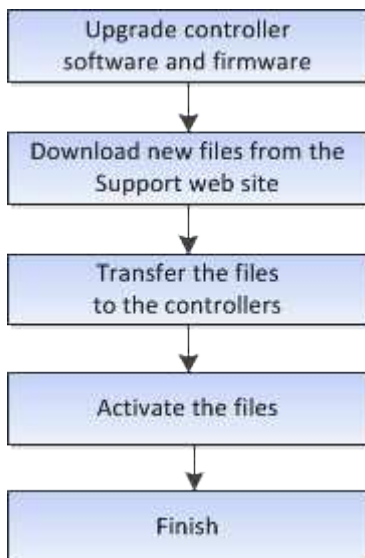 Upgrade controller
software and firmware
Download new files from the
Support web site
Transfer the files
to the controllers
Activate the files
Finish